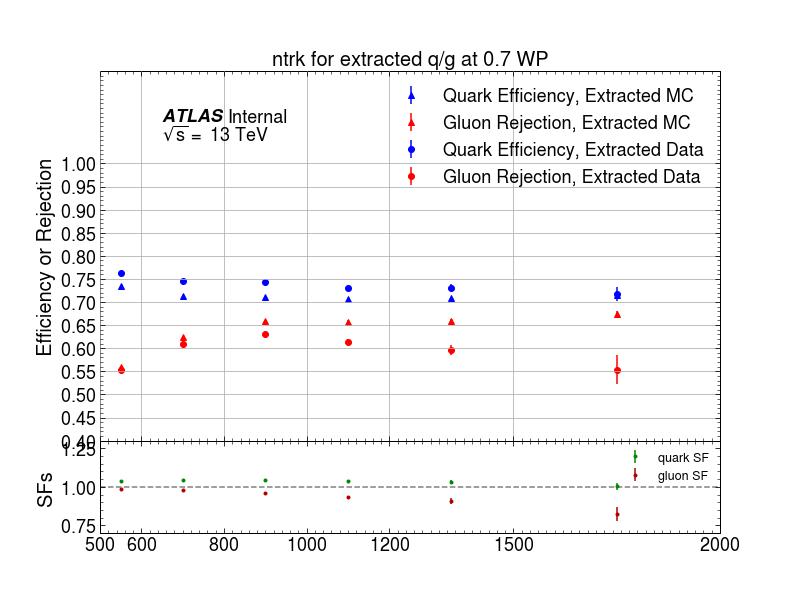 ntrk for extracted q/g at 0.7 WP
ATLAS Internal
√s = 13 TeV
Quark Efficiency, Extracted MC
Gluon Rejection, Extracted MC
Quark Efficiency, Extracted Data
Gluon Rejection, Extracted Data
Efficiency or Rejection
1.00
0.95
0.90
0.85
0.80
0.75
0.70
0.65
0.60
0.55
0.50
0.45
0.40
SFs
1.25
1.00
0.75
quark SF
gluon SF
500 600 800 1000 1200 1500 2000